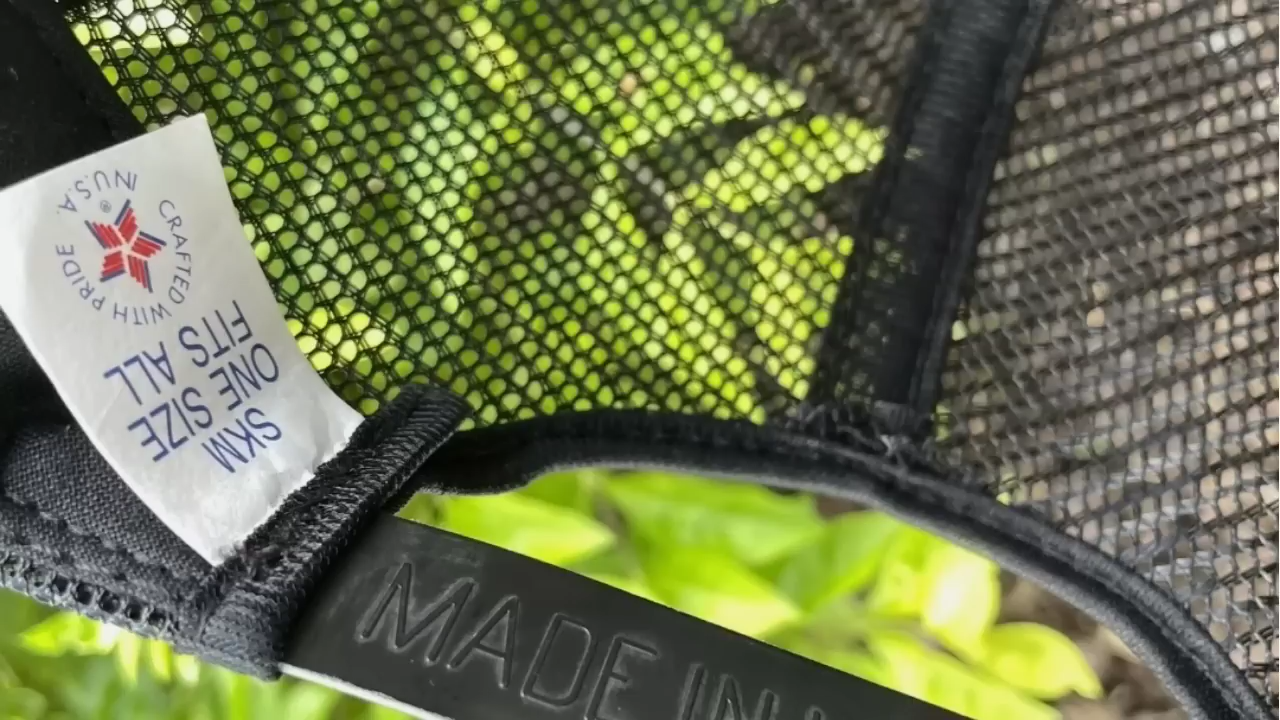 CRAFTED WITH PRIDE IN U.S.A.
®
SKM
ONE SIZE
FITS ALL
MADE IN